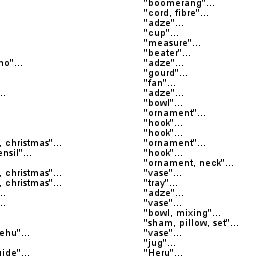 "boomerang"...
"cord, fibre"...
"adze"...
"cup"...
"measure"...
"beater"...
no"... "adze"...
"gourd"...
"fan"...
.. "adze"...
"bowl"...
"ornament"...
"hook"...
"hook"...
, christmas"... "ornament"...
ensil"... "hook"...
"ornament, neck"...
, christmas"... "vase"...
, christmas"... "tray"...
.. "adze"...
.. "vase"...
"bowl, mixing"...
"sham, pillow, set"...
ehu"... "vase"...
"jug"...
uide"... "Heru"...